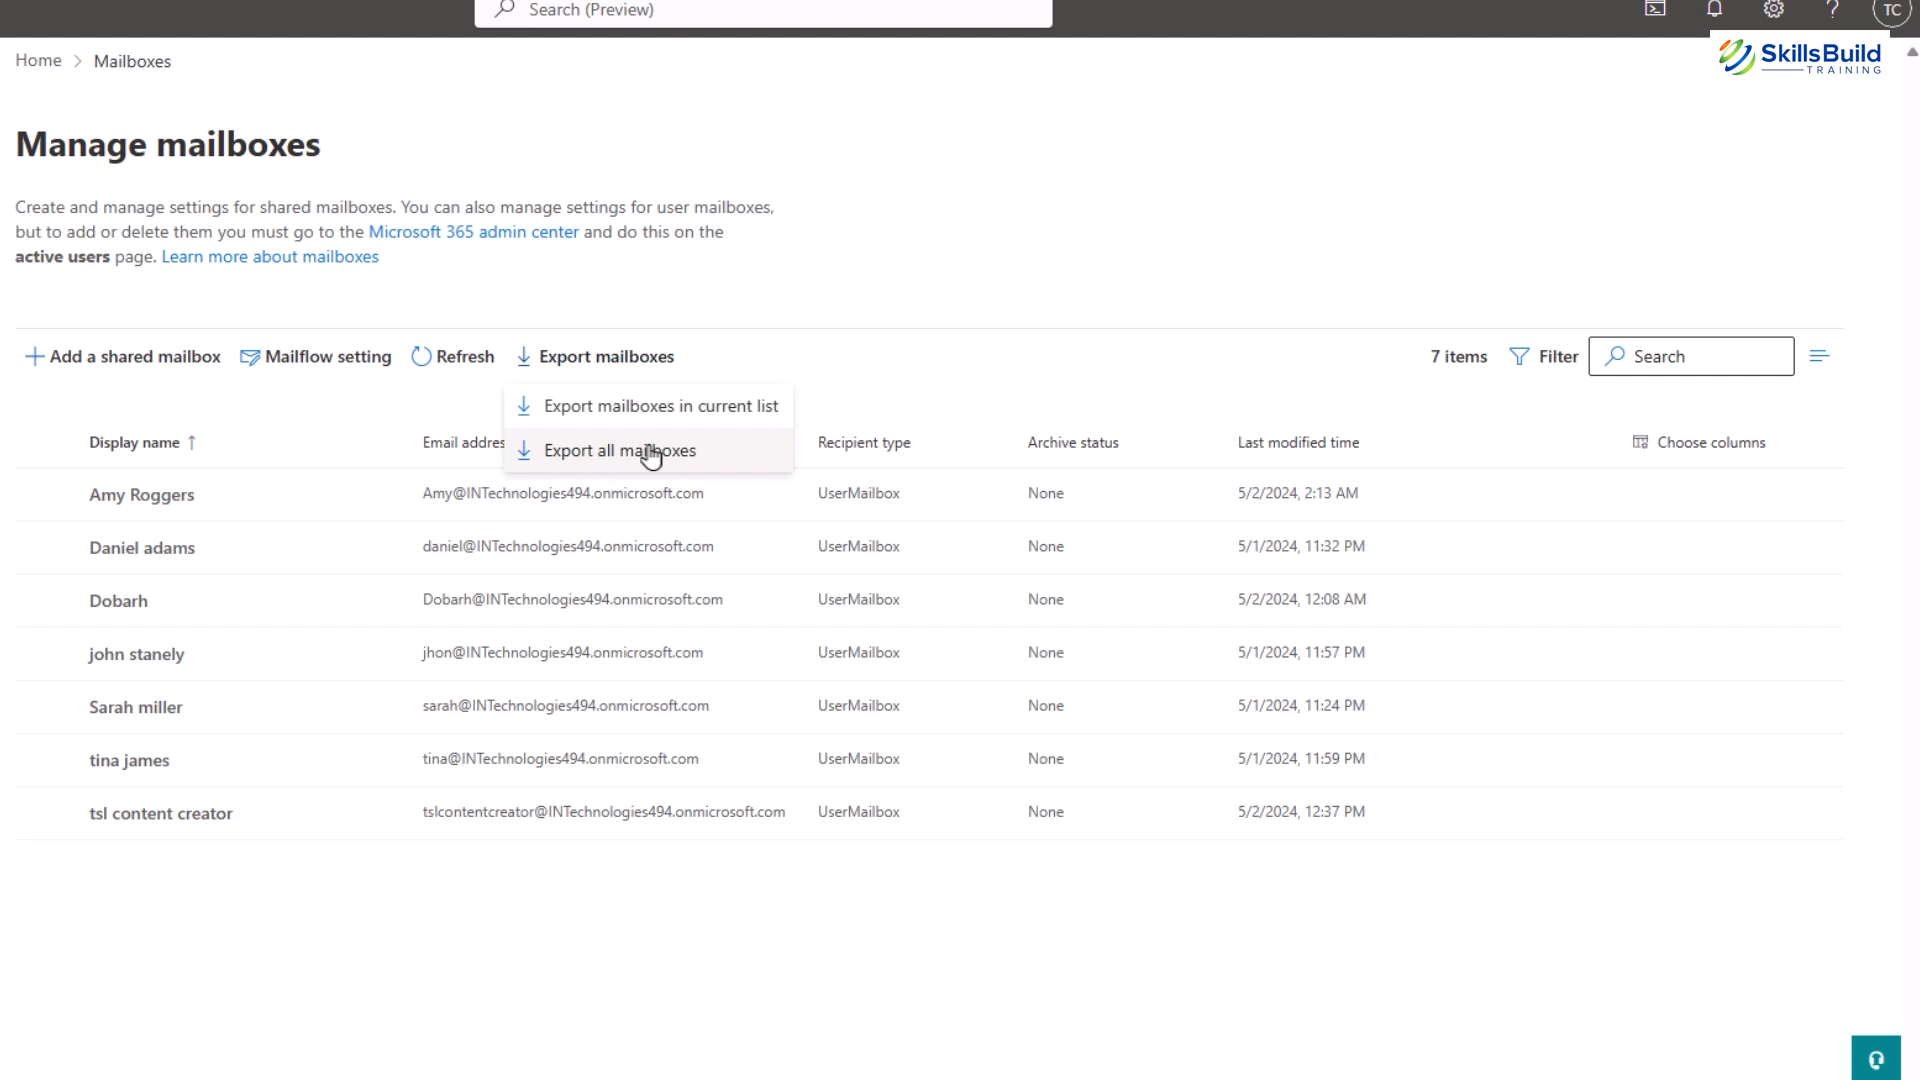 Search (Preview)
TC
Home > Mailboxes
SkillsBuild
TRAINING
Manage mailboxes
Create and manage settings for shared mailboxes. You can also manage settings for user mailboxes,
but to add or delete them you must go to the Microsoft 365 admin center and do this on the
active users page. Learn more about mailboxes
Add a shared mailbox Mailflow setting Refresh Export mailboxes 7 items Filter Search
Export mailboxes in current list
Export all mailboxes
Display name ↑ Email addres Recipient type Archive status Last modified time Choose columns
Amy Roggers Amy@INTechnologies494.onmicrosoft.com UserMailbox None 5/2/2024, 2:13 AM
Daniel adams daniel@INTechnologies494.onmicrosoft.com UserMailbox None 5/1/2024, 11:32 PM
Dobarh Dobarh@INTechnologies494.onmicrosoft.com UserMailbox None 5/2/2024, 12:08 AM
john stanely jhon@INTechnologies494.onmicrosoft.com UserMailbox None 5/1/2024, 11:57 PM
Sarah miller sarah@INTechnologies494.onmicrosoft.com UserMailbox None 5/1/2024, 11:24 PM
tina james tina@INTechnologies494.onmicrosoft.com UserMailbox None 5/1/2024, 11:59 PM
tsl content creator tslcontentcreator@INTechnologies494.onmicrosoft.com UserMailbox None 5/2/2024, 12:37 PM